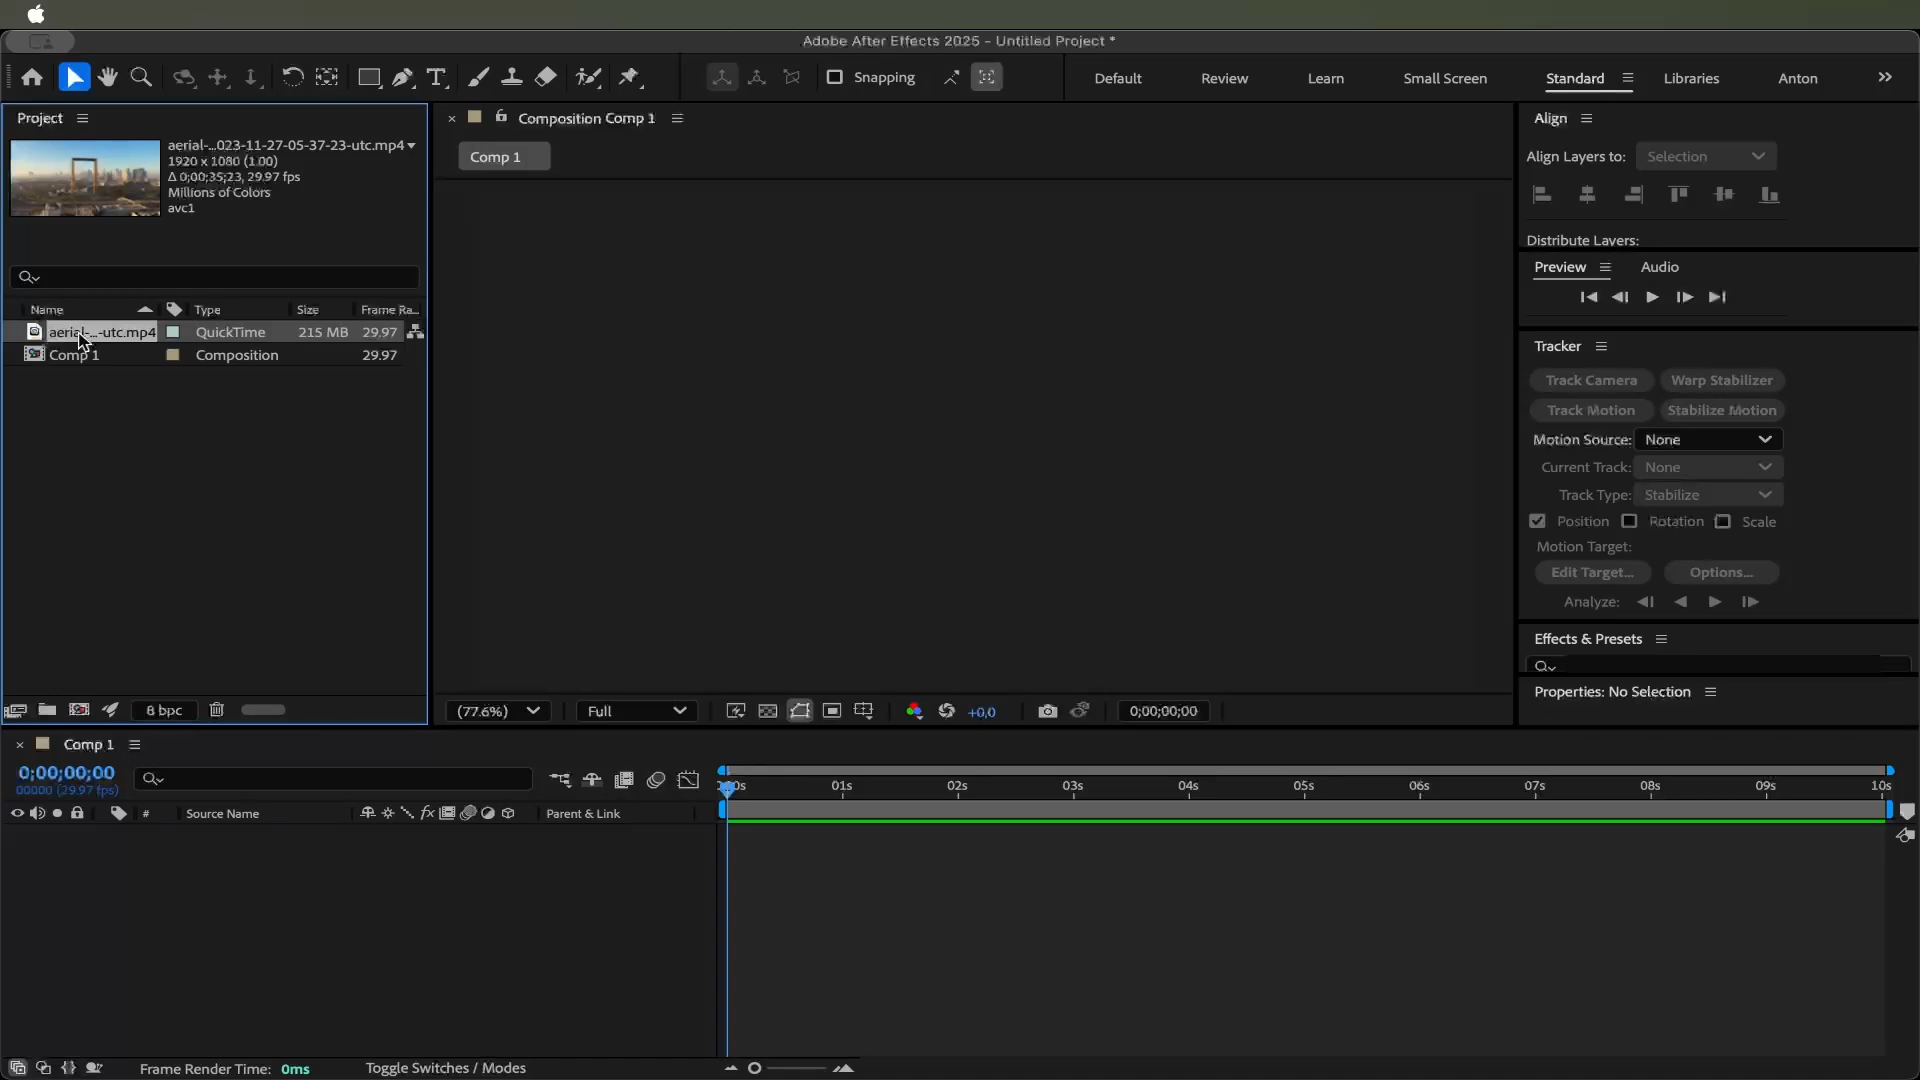 Adobe After Effects 2025 - Untitled Project *
Snapping
Default
Review
Learn
Small Screen
Standard
Libraries
Anton
Project
aerial-...023-11-27-05-37-23-utc.mp4
1920 x 1080 (1.00)
Δ 0;00;35;23, 29.97 fps
Millions of Colors
avc1
Name Type Size Frame Ra...
aerial-...-utc.mp4 QuickTime 215 MB 29.97
Comp 1 Composition 29.97
8 bpc
Composition Comp 1
Comp 1
(77.6%)
Full
+0.0
0;00;00;00
Align
Align Layers to: Selection
Distribute Layers:
Preview Audio
Tracker
Track Camera Warp Stabilizer
Track Motion Stabilize Motion
Motion Source: None
Current Track: None
Track Type: Stabilize
Position Rotation Scale
Motion Target:
Edit Target... Options...
Analyze:
Effects & Presets
Properties: No Selection
Comp 1
0;00;00;00
00000 (29.97 fps)
# Source Name fx Parent & Link
01s 02s 03s 04s 05s 06s 07s 08s 09s 10s
Frame Render Time: 0ms Toggle Switches / Modes